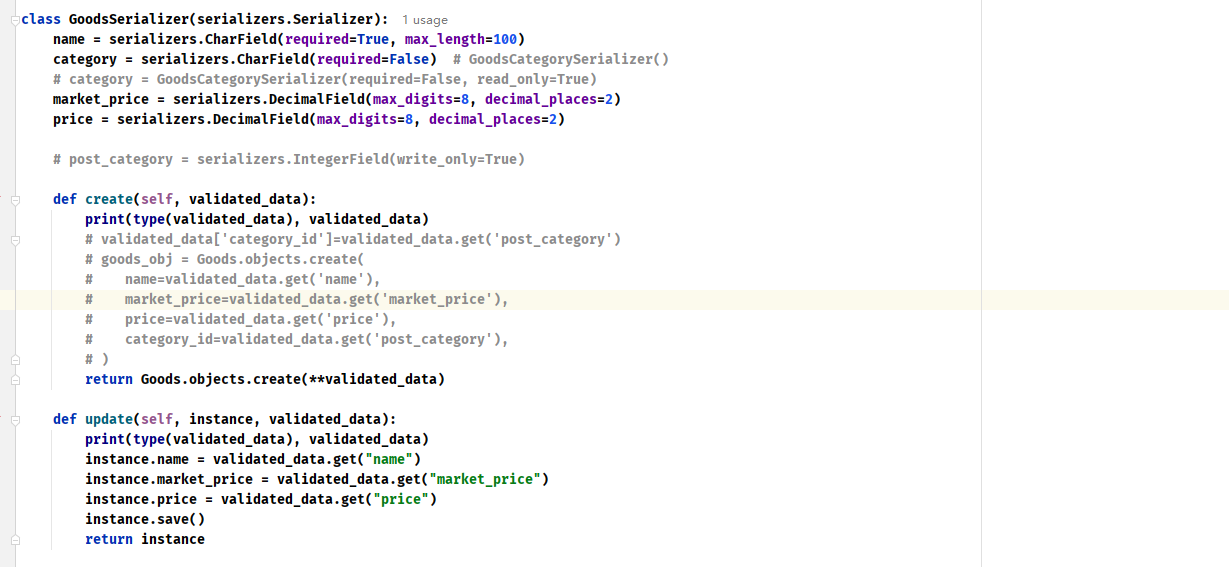 class GoodsSerializer(serializers.Serializer): 1 usage
    name = serializers.CharField(required=True, max_length=100)
    category = serializers.CharField(required=False)  # GoodsCategorySerializer()
    # category = GoodsCategorySerializer(required=False, read_only=True)
    market_price = serializers.DecimalField(max_digits=8, decimal_places=2)
    price = serializers.DecimalField(max_digits=8, decimal_places=2)

    # post_category = serializers.IntegerField(write_only=True)

    def create(self, validated_data):
        print(type(validated_data), validated_data)
        # validated_data['category_id']=validated_data.get('post_category')
        # goods_obj = Goods.objects.create(
        #    name=validated_data.get('name'),
        #    market_price=validated_data.get('market_price'),
        #    price=validated_data.get('price'),
        #    category_id=validated_data.get('post_category'),
        # )
        return Goods.objects.create(**validated_data)

    def update(self, instance, validated_data):
        print(type(validated_data), validated_data)
        instance.name = validated_data.get("name")
        instance.market_price = validated_data.get("market_price")
        instance.price = validated_data.get("price")
        instance.save()
        return instance